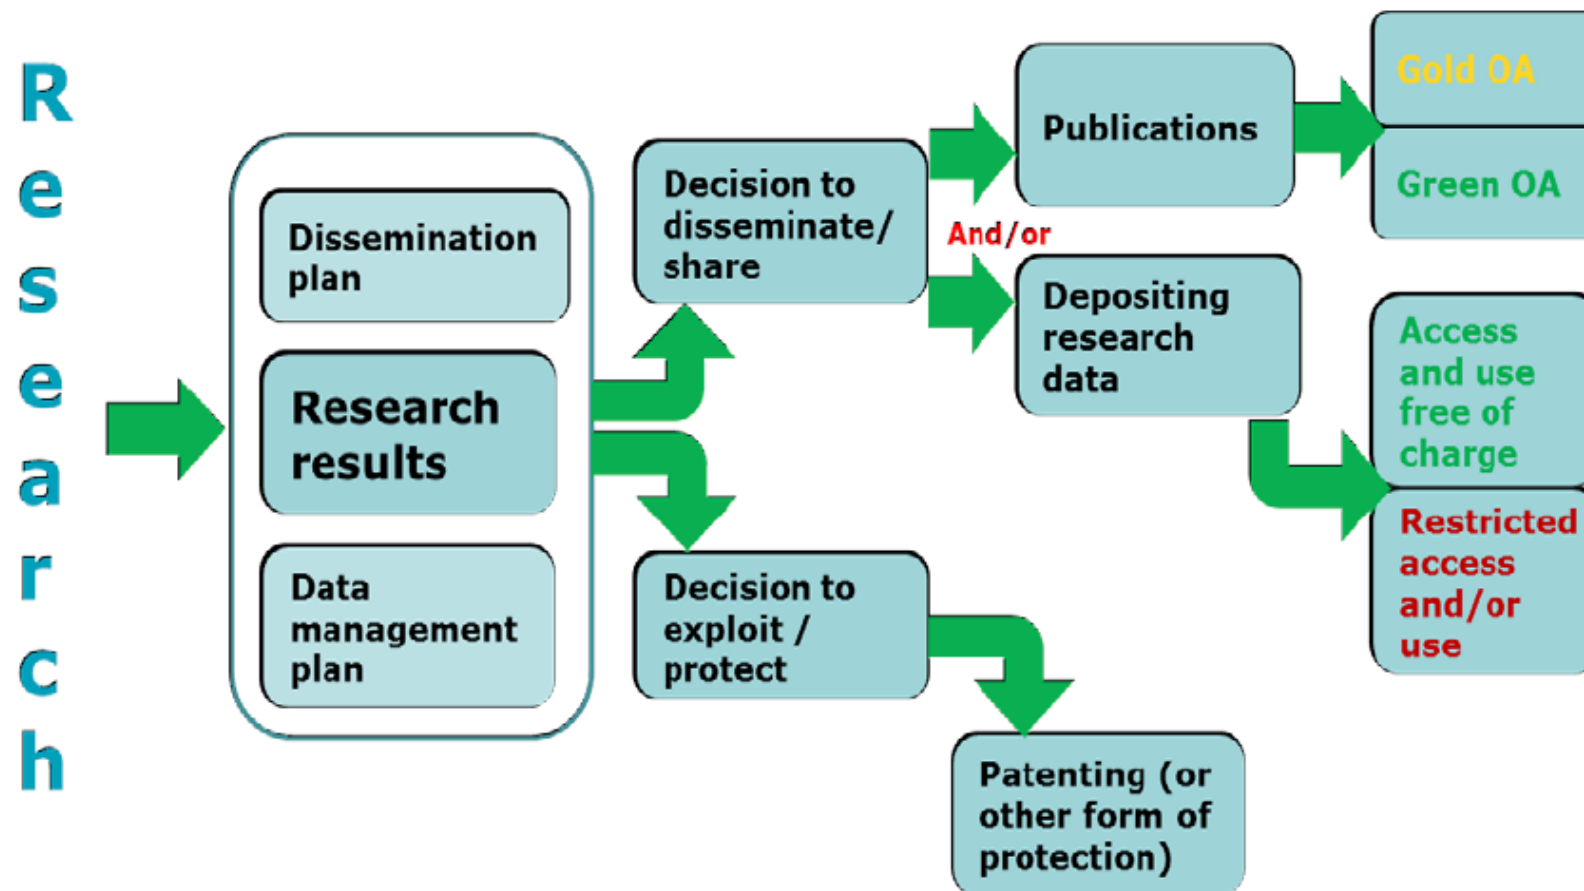 Research
Dissemination
plan
Research
results
Data
management
plan
Decision to
disseminate/
share
Decision to
exploit /
protect
And/or
Publications
Depositing
research
data
Patenting (or
other form of
protection)
Gold OA
Green OA
Access
and use
free of
charge
Restricted
access
and/or
use